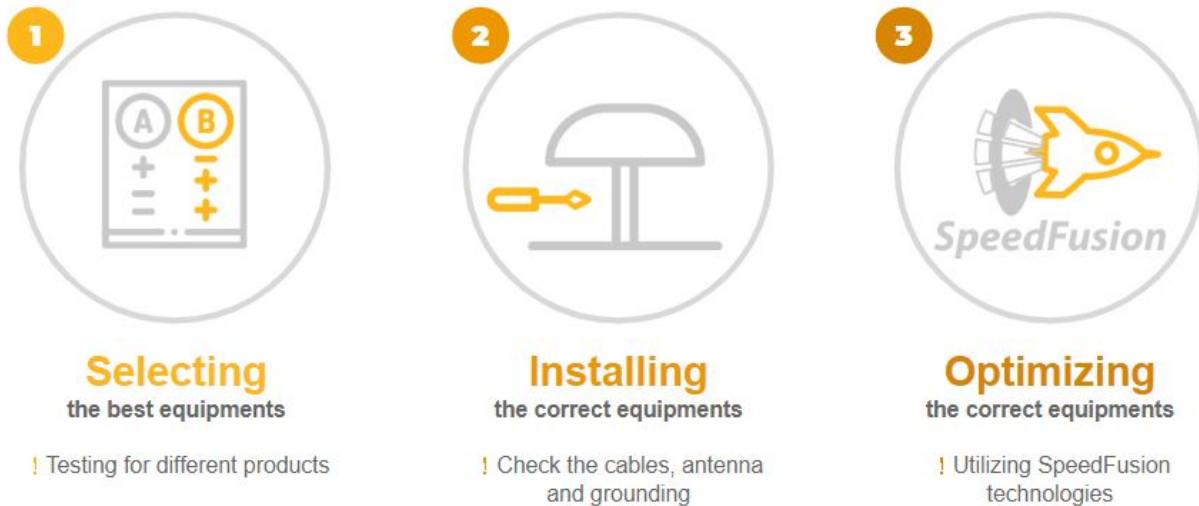 1
A B
+ –
– +
– +
Selecting
the best equipments
! Testing for different products
2
Installing
the correct equipments
! Check the cables, antenna
and grounding
3
SpeedFusion
Optimizing
the correct equipments
! Utilizing SpeedFusion
technologies